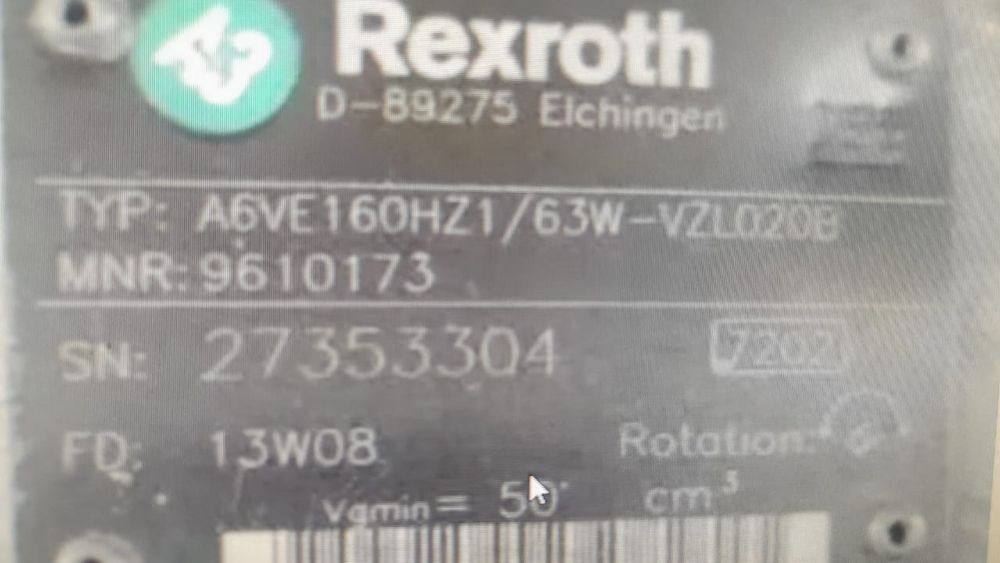 Rexroth
D-89275 Elchingen
TYP: A6VE160HZ1/63W-VZL020B
MNR: 9610173
SN: 27353304 7202
FD: 13W08 Rotation:
Vgmin= 50 cm³